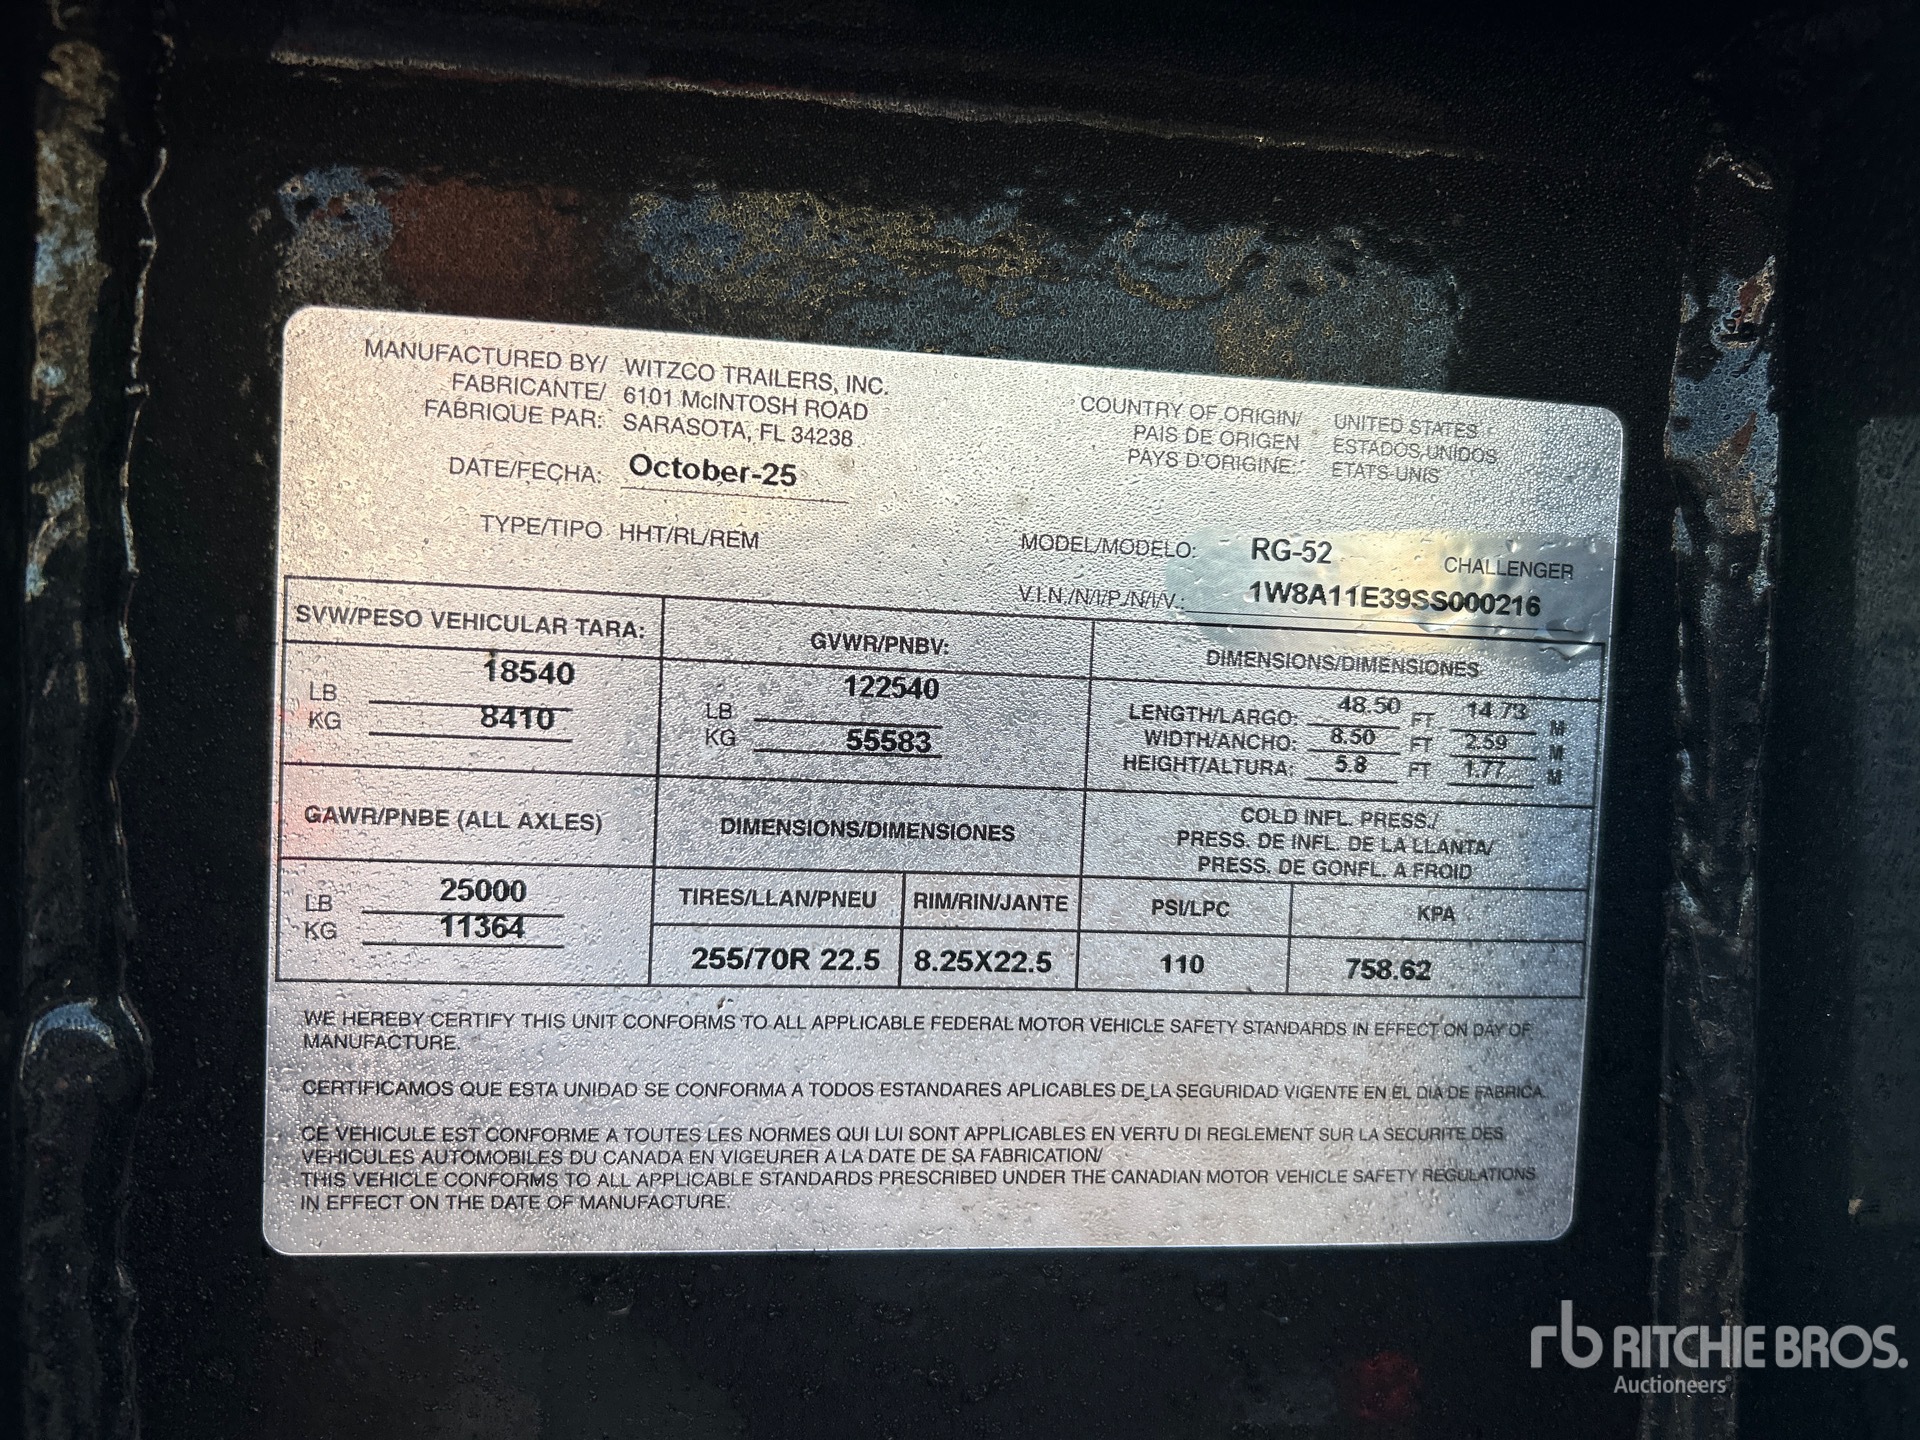 MANUFACTURED BY/ WITZCO TRAILERS, INC.
FABRICANTE/ 6101 McINTOSH ROAD
FABRIQUE PAR: SARASOTA, FL 34238
DATE/FECHA: October-25
TYPE/TIPO HHT/RL/REM
COUNTRY OF ORIGIN/ UNITED STATES
PAIS DE ORIGEN ESTADOS UNIDOS
PAYS D'ORIGINE: ETATS-UNIS
MODEL/MODELO: RG-52 CHALLENGER
V.I.N./N/I/P./N/I/V.: 1W8A11E39SS000216
SVW/PESO VEHICULAR TARA:
LB 18540
KG 8410
GVWR/PNBV:
LB 122540
KG 55583
DIMENSIONS/DIMENSIONES
LENGTH/LARGO: 48.50 FT 14.73 M
WIDTH/ANCHO: 8.50 FT 2.59 M
HEIGHT/ALTURA: 5.8 FT 1.77 M
GAWR/PNBE (ALL AXLES)
LB 25000
KG 11364
DIMENSIONS/DIMENSIONES
TIRES/LLAN/PNEU RIM/RIN/JANTE
255/70R 22.5 8.25X22.5
COLD INFL. PRESS./
PRESS. DE INFL. DE LA LLANTA/
PRESS. DE GONFL. A FROID
PSI/LPC KPA
110 758.62
WE HEREBY CERTIFY THIS UNIT CONFORMS TO ALL APPLICABLE FEDERAL MOTOR VEHICLE SAFETY STANDARDS IN EFFECT ON DAY OF
MANUFACTURE.
CERTIFICAMOS QUE ESTA UNIDAD SE CONFORMA A TODOS ESTANDARES APLICABLES DE LA SEGURIDAD VIGENTE EN EL DIA DE FABRICA.
CE VEHICULE EST CONFORME A TOUTES LES NORMES QUI LUI SONT APPLICABLES EN VERTU DI REGLEMENT SUR LA SECURITE DES
VEHICULES AUTOMOBILES DU CANADA EN VIGEURER A LA DATE DE SA FABRICATION/
THIS VEHICLE CONFORMS TO ALL APPLICABLE STANDARDS PRESCRIBED UNDER THE CANADIAN MOTOR VEHICLE SAFETY REGULATIONS
IN EFFECT ON THE DATE OF MANUFACTURE.
rb RITCHIE BROS.
Auctioneers